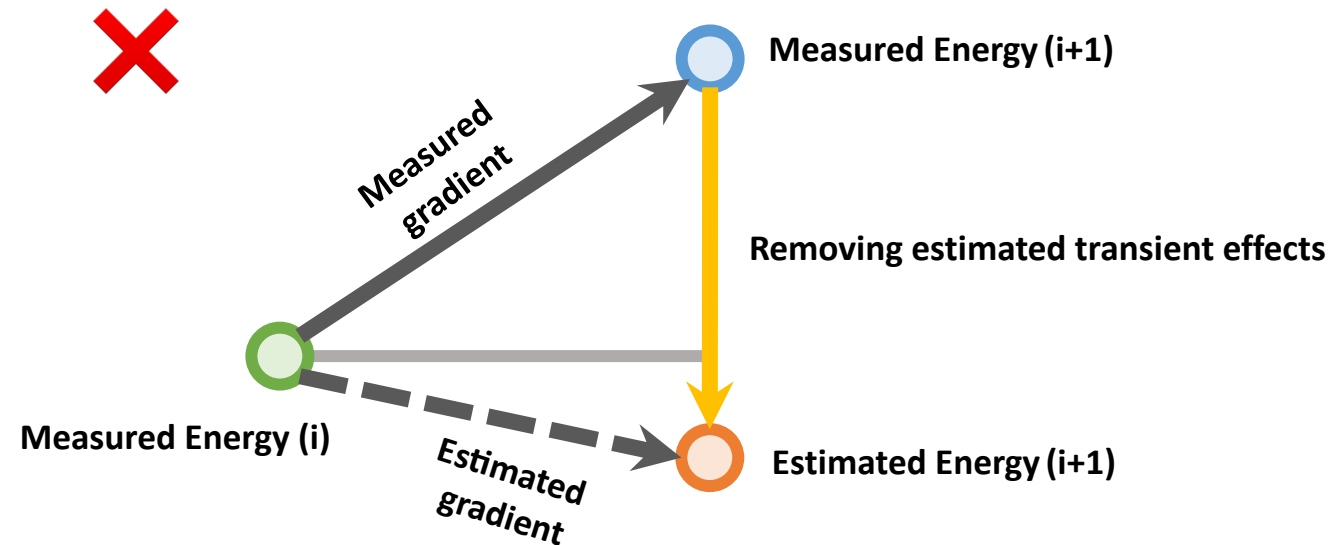 Measured Energy (i+1)
Measured
gradient
Removing estimated transient effects
Measured Energy (i)
Estimated
gradient
Estimated Energy (i+1)